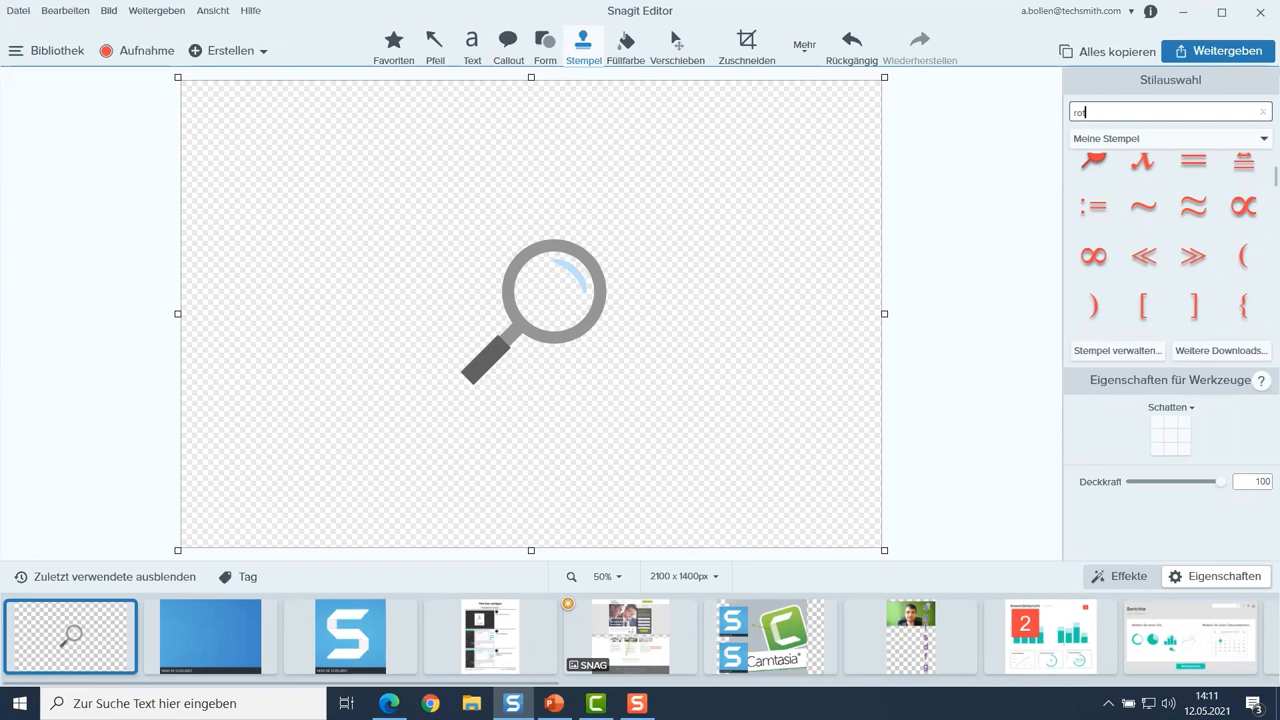 Datei Bearbeiten Bild Weitergeben Ansicht Hilfe
Snagit Editor
a.bollen@techsmith.com
Bibliothek Aufnahme Erstellen
Favoriten Pfeil Text Callout Form Stempel Füllfarbe Verschieben Zuschneiden Mehr Rückgängig Wiederherstellen
Alles kopieren Weitergeben
Stilauswahl
rot
Meine Stempel
= ≜
:= ~ ≈ ∝
∞ ≪ ≫ (
) [ ] {
Stempel verwalten... Weitere Downloads...
Eigenschaften für Werkzeuge ?
Schatten
Deckkraft 100
Zuletzt verwendete ausblenden Tag
50% 2100 x 1400px
Effekte Eigenschaften
SNAG
Camtasia
2
Berichte
Zur Suche Text hier eingeben
14:11
12.05.2021
3